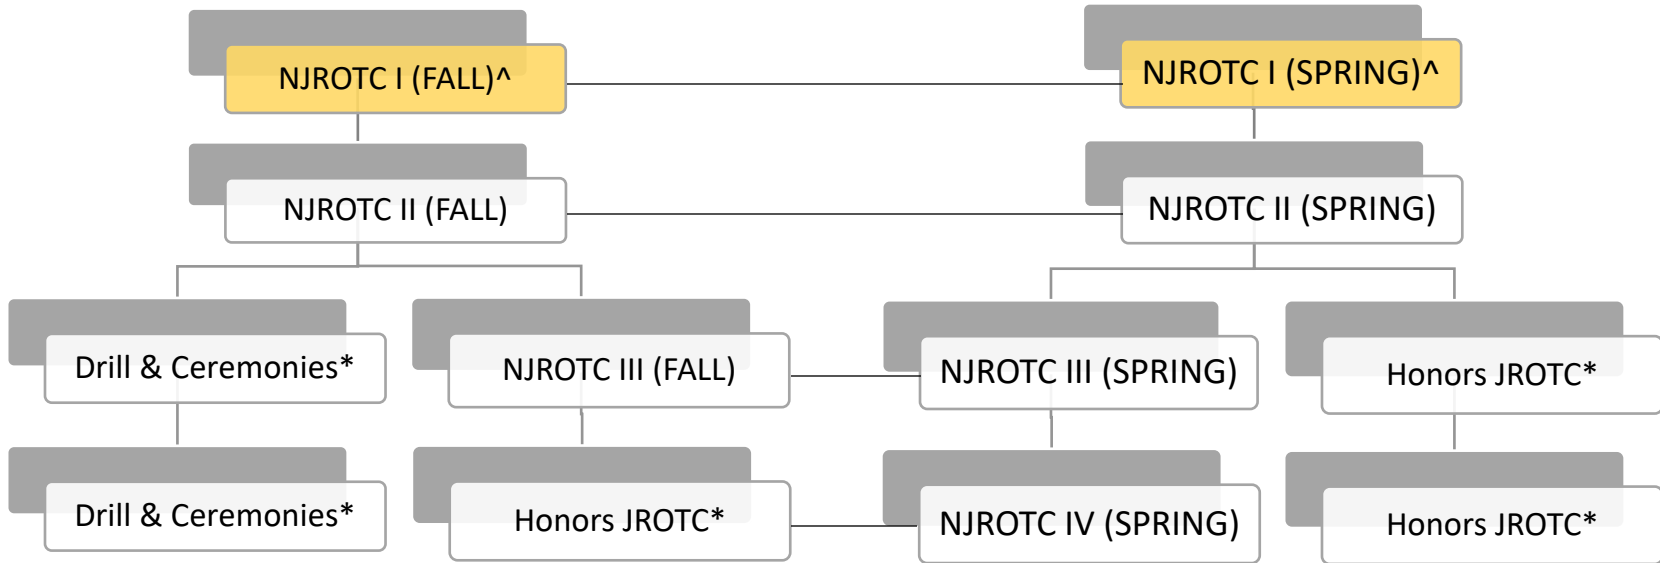 NJROTC I (FALL)^
NJROTC I (SPRING)^
NJROTC II (FALL)
NJROTC II (SPRING)
Drill & Ceremonies*
NJROTC III (FALL)
NJROTC III (SPRING)
Honors JROTC*
Drill & Ceremonies*
Honors JROTC*
NJROTC IV (SPRING)
Honors JROTC*